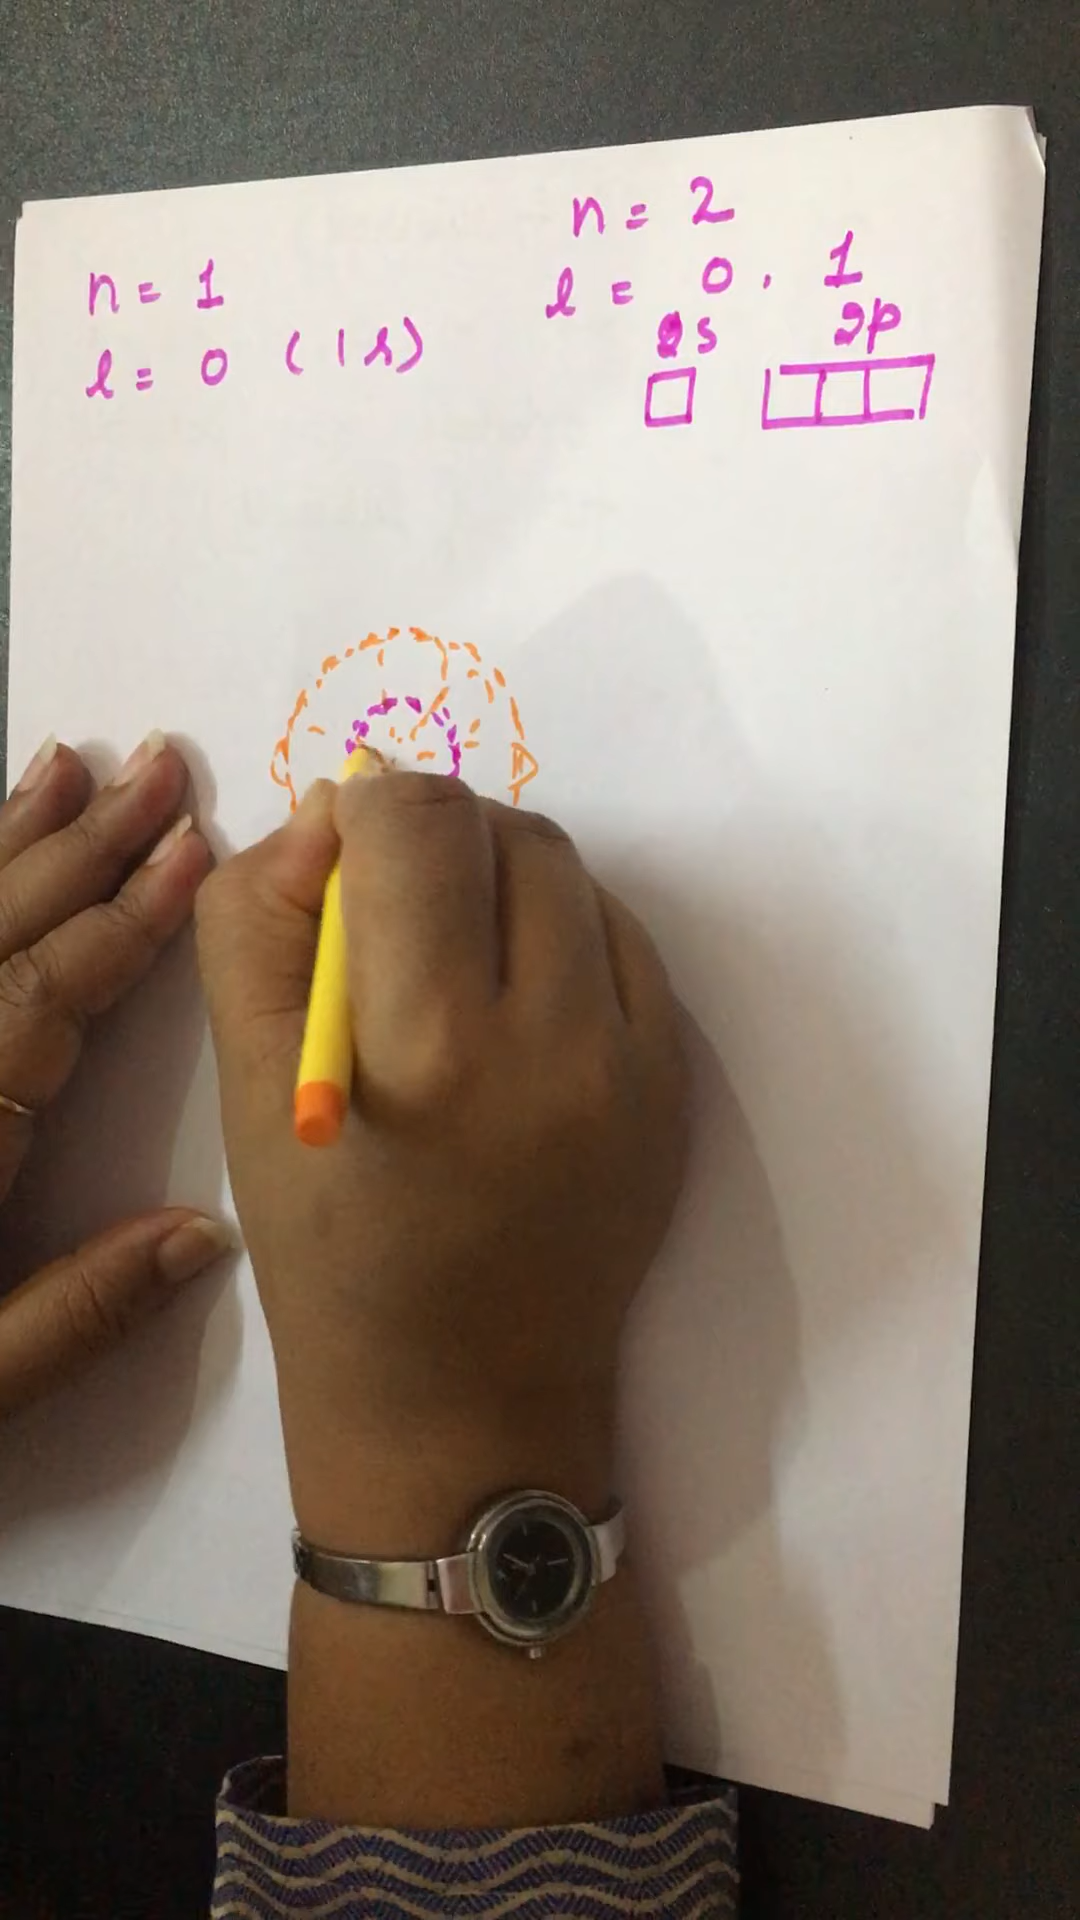 n = 1
l = 0 (1s)
n = 2
l = 0, 1
2s 2p